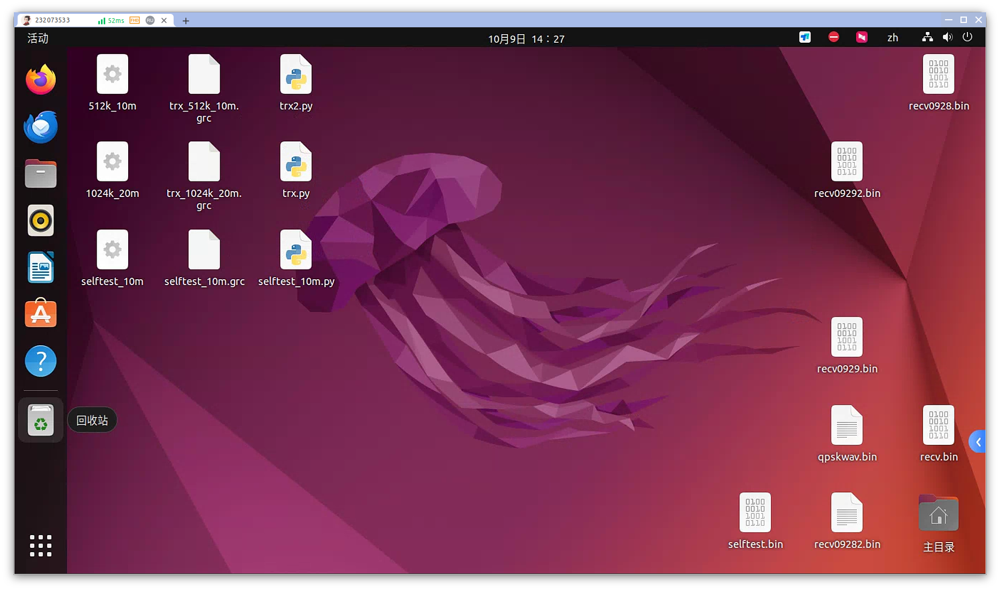 232073533 52ms FHD RU
活动 10月9日 14：27 zh
512k_10m
trx_512k_10m.
grc
trx2.py
recv0928.bin
1024k_20m
trx_1024k_20m.
grc
trx.py
recv09292.bin
selftest_10m
selftest_10m.grc
selftest_10m.py
recv0929.bin
回收站
qpskwav.bin
recv.bin
selftest.bin
recv09282.bin
主目录